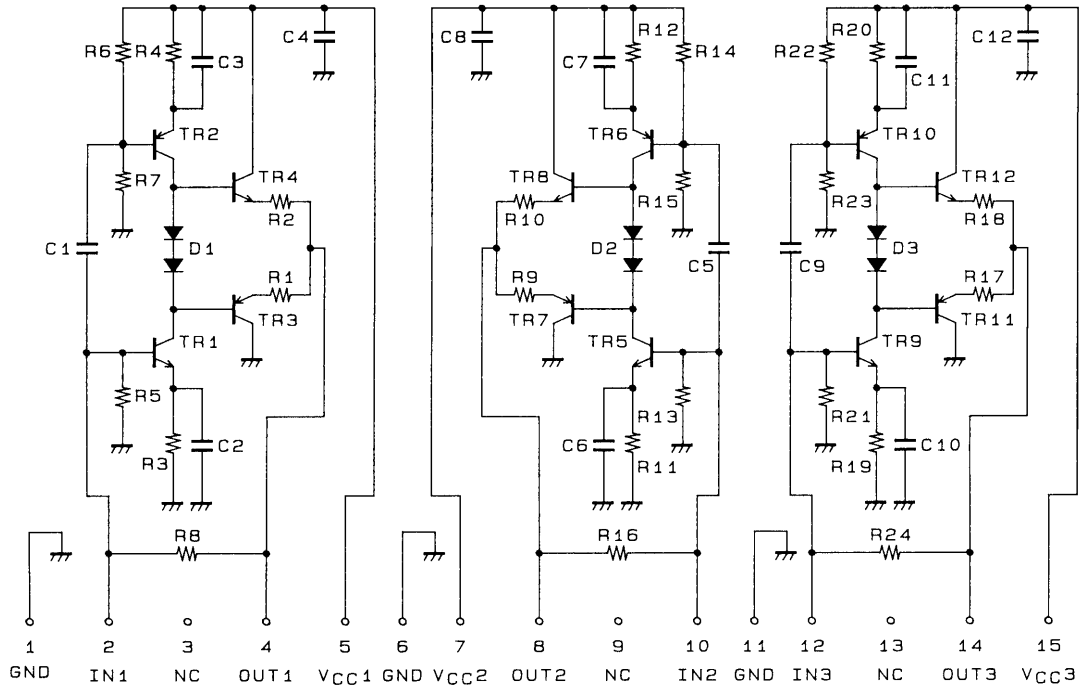 R6 R4 C3 C4 C8 C7 R12 R14 R22 R20 C11 C12
TR2 TR6 TR10
R7 TR4 TR8 R15 R23 TR12
R2 R10 R18
C1 D1 D2 C5 C9 D3
R1 R9 R17
TR3 TR7 TR11
TR1 TR5 TR9
R5 R13 R21
R3 C2 C6 R11 R19 C10
R8 R16 R24
1 2 3 4 5 6 7 8 9 10 11 12 13 14 15
GND IN1 NC OUT1 VCC1 GND VCC2 OUT2 NC IN2 GND IN3 NC OUT3 VCC3